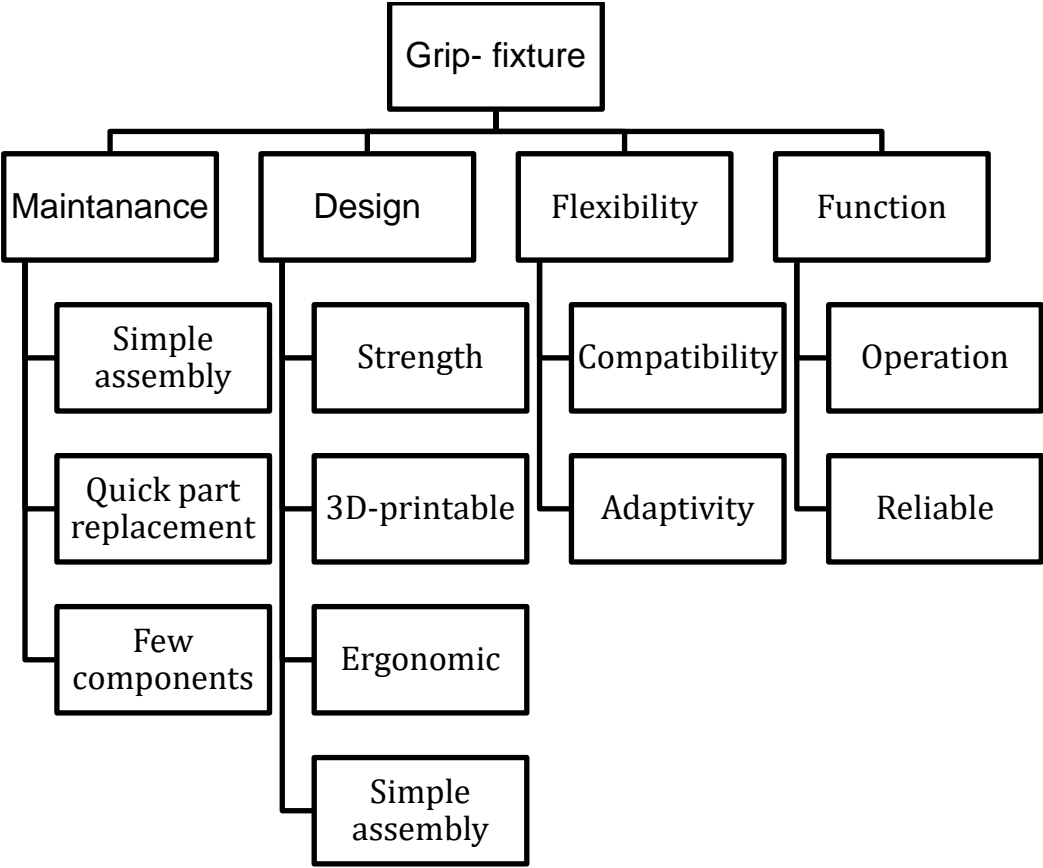 Grip- fixture
Maintanance
Design
Flexibility
Function
Simple
assembly
Quick part
replacement
Few
components
Strength
3D-printable
Ergonomic
Simple
assembly
Compatibility
Adaptivity
Operation
Reliable